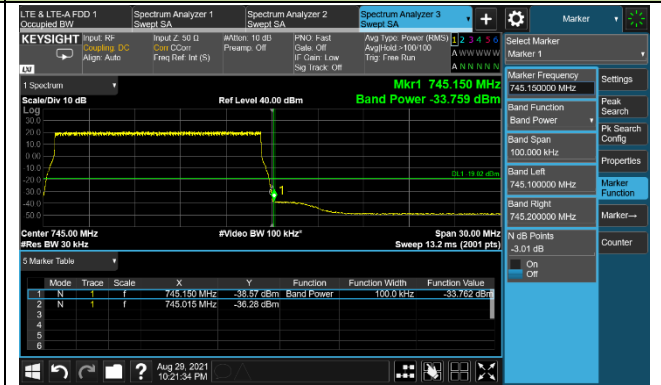 LTE & LTE-A FDD 1
Occupied BW
Spectrum Analyzer 1
Swept SA
Spectrum Analyzer 2
Swept SA
Spectrum Analyzer 3
Swept SA
+
Marker
KEYSIGHT
Input: RF
Coupling: DC
Align: Auto
Input Z: 50 Ω
Corr CCorr
Freq Ref: Int (S)
#Atten: 10 dB
Preamp: Off
PNO: Fast
Gate: Off
IF Gain: Low
Sig Track: Off
Avg Type: Power (RMS)
Avg|Hold:>100/100
Trig: Free Run
1 2 3 4 5 6
A W W W W W
A N N N N N
LXI
Select Marker
Marker 1
1 Spectrum
Scale/Div 10 dB
Ref Level 40.00 dBm
Mkr1 745.150 MHz
Band Power -33.759 dBm
Log
30.0
20.0
10.0
0.00
-10.0
-20.0
-30.0
-40.0
-50.0
DL1 -19.02 dBm
1
Center 745.00 MHz
#Res BW 30 kHz
#Video BW 100 kHz*
Span 30.00 MHz
Sweep 13.2 ms (2001 pts)
5 Marker Table
Mode Trace Scale X Y Function Function Width Function Value
1 N 1 f 745.150 MHz -38.57 dBm Band Power 100.0 kHz -33.762 dBm
2 N 1 f 745.015 MHz -36.28 dBm
3
4
5
6
Marker Frequency
745.150000 MHz
Band Function
Band Power
Band Span
100.000 kHz
Band Left
745.100000 MHz
Band Right
745.200000 MHz
N dB Points
-3.01 dB
On
Off
Settings
Peak
Search
Pk Search
Config
Properties
Marker
Function
Marker→
Counter
?
Aug 29, 2021
10:21:34 PM